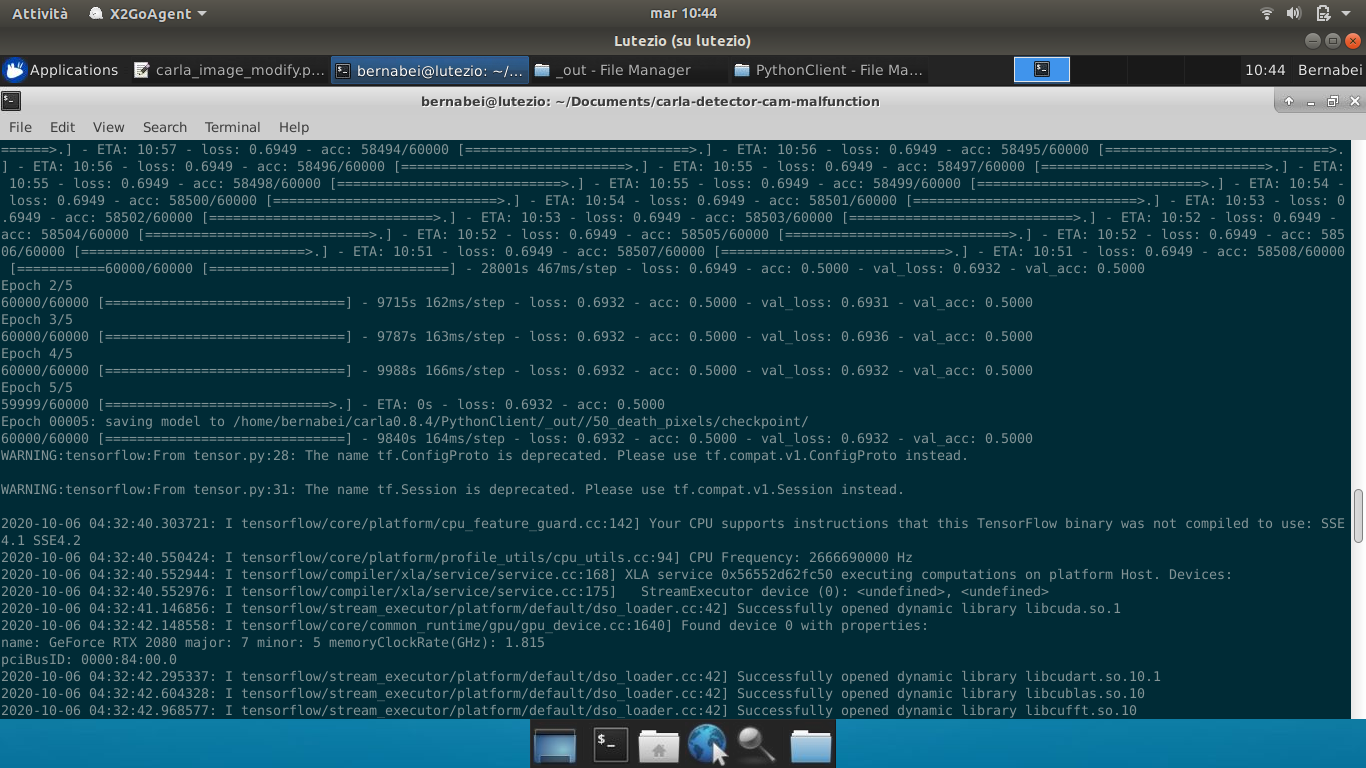 Attività X2GoAgent mar 10:44
Lutezio (su lutezio)
Applications carla_image_modify.p... bernabei@lutezio: ~/... _out - File Manager PythonClient - File Ma... 10:44 Bernabei
bernabei@lutezio: ~/Documents/carla-detector-cam-malfunction
File Edit View Search Terminal Help
======>.] - ETA: 10:57 - loss: 0.6949 - acc: 58494/60000 [============================>.] - ETA: 10:56 - loss: 0.6949 - acc: 58495/60000 [============================>.
] - ETA: 10:56 - loss: 0.6949 - acc: 58496/60000 [============================>.] - ETA: 10:55 - loss: 0.6949 - acc: 58497/60000 [============================>.] - ETA:
 10:55 - loss: 0.6949 - acc: 58498/60000 [============================>.] - ETA: 10:55 - loss: 0.6949 - acc: 58499/60000 [============================>.] - ETA: 10:54 -
 loss: 0.6949 - acc: 58500/60000 [============================>.] - ETA: 10:54 - loss: 0.6949 - acc: 58501/60000 [============================>.] - ETA: 10:53 - loss: 0
.6949 - acc: 58502/60000 [============================>.] - ETA: 10:53 - loss: 0.6949 - acc: 58503/60000 [============================>.] - ETA: 10:52 - loss: 0.6949 -
acc: 58504/60000 [============================>.] - ETA: 10:52 - loss: 0.6949 - acc: 58505/60000 [============================>.] - ETA: 10:52 - loss: 0.6949 - acc: 585
06/60000 [============================>.] - ETA: 10:51 - loss: 0.6949 - acc: 58507/60000 [============================>.] - ETA: 10:51 - loss: 0.6949 - acc: 58508/60000
 [===========60000/60000 [==============================] - 28001s 467ms/step - loss: 0.6949 - acc: 0.5000 - val_loss: 0.6932 - val_acc: 0.5000
Epoch 2/5
60000/60000 [==============================] - 9715s 162ms/step - loss: 0.6932 - acc: 0.5000 - val_loss: 0.6931 - val_acc: 0.5000
Epoch 3/5
60000/60000 [==============================] - 9787s 163ms/step - loss: 0.6932 - acc: 0.5000 - val_loss: 0.6936 - val_acc: 0.5000
Epoch 4/5
60000/60000 [==============================] - 9988s 166ms/step - loss: 0.6932 - acc: 0.5000 - val_loss: 0.6932 - val_acc: 0.5000
Epoch 5/5
59999/60000 [============================>.] - ETA: 0s - loss: 0.6932 - acc: 0.5000
Epoch 00005: saving model to /home/bernabei/carla0.8.4/PythonClient/_out//50_death_pixels/checkpoint/
60000/60000 [==============================] - 9840s 164ms/step - loss: 0.6932 - acc: 0.5000 - val_loss: 0.6932 - val_acc: 0.5000
WARNING:tensorflow:From tensor.py:28: The name tf.ConfigProto is deprecated. Please use tf.compat.v1.ConfigProto instead.
WARNING:tensorflow:From tensor.py:31: The name tf.Session is deprecated. Please use tf.compat.v1.Session instead.
2020-10-06 04:32:40.303721: I tensorflow/core/platform/cpu_feature_guard.cc:142] Your CPU supports instructions that this TensorFlow binary was not compiled to use: SSE
4.1 SSE4.2
2020-10-06 04:32:40.550424: I tensorflow/core/platform/profile_utils/cpu_utils.cc:94] CPU Frequency: 2666690000 Hz
2020-10-06 04:32:40.552944: I tensorflow/compiler/xla/service/service.cc:168] XLA service 0x56552d62fc50 executing computations on platform Host. Devices:
2020-10-06 04:32:40.552976: I tensorflow/compiler/xla/service/service.cc:175]   StreamExecutor device (0): <undefined>, <undefined>
2020-10-06 04:32:41.146856: I tensorflow/stream_executor/platform/default/dso_loader.cc:42] Successfully opened dynamic library libcuda.so.1
2020-10-06 04:32:42.148558: I tensorflow/core/common_runtime/gpu/gpu_device.cc:1640] Found device 0 with properties:
name: GeForce RTX 2080 major: 7 minor: 5 memoryClockRate(GHz): 1.815
pciBusID: 0000:84:00.0
2020-10-06 04:32:42.295337: I tensorflow/stream_executor/platform/default/dso_loader.cc:42] Successfully opened dynamic library libcudart.so.10.1
2020-10-06 04:32:42.604328: I tensorflow/stream_executor/platform/default/dso_loader.cc:42] Successfully opened dynamic library libcublas.so.10
2020-10-06 04:32:42.968577: I tensorflow/stream_executor/platform/default/dso_loader.cc:42] Successfully opened dynamic library libcufft.so.10